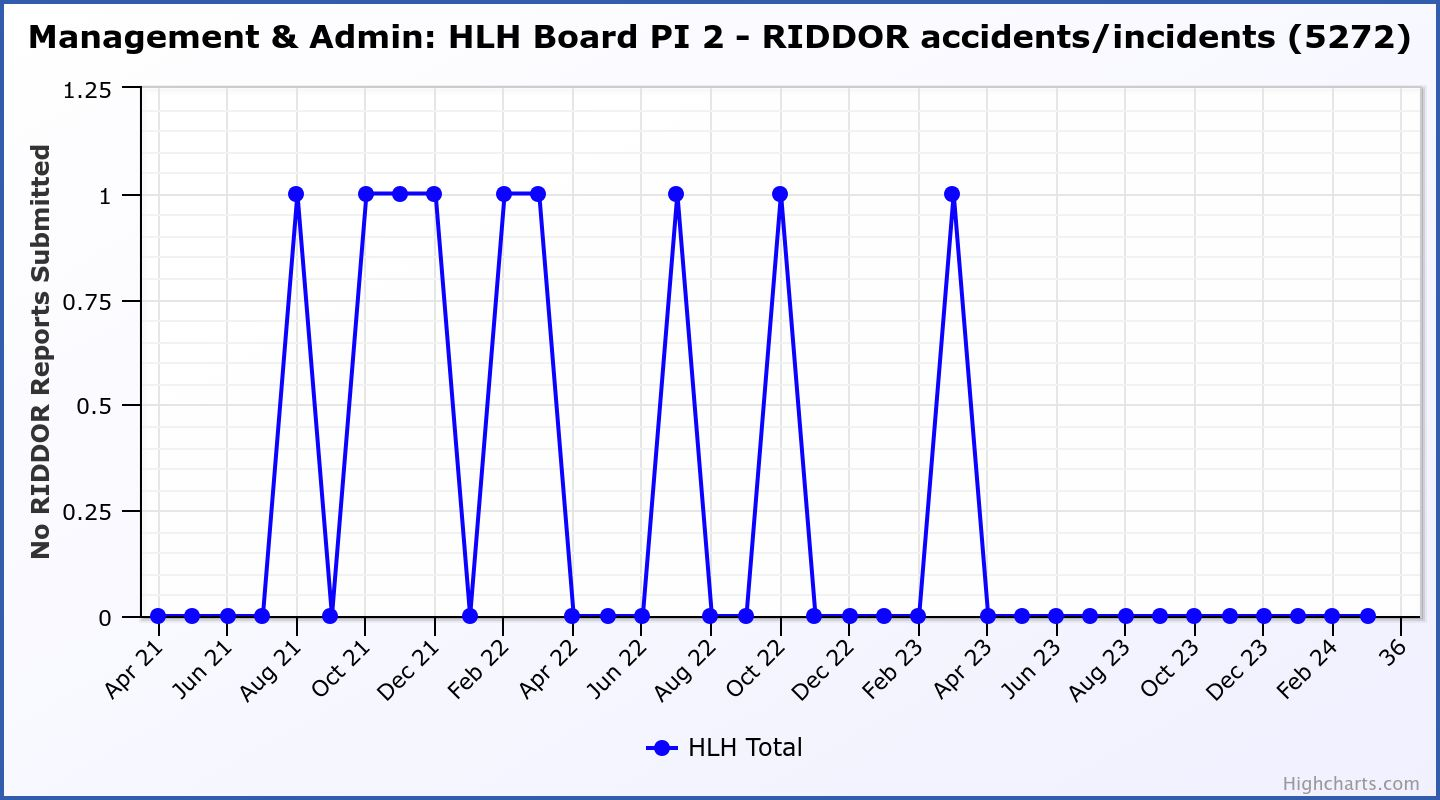 Management & Admin: HLH Board PI 2 - RIDDOR accidents/incidents (5272)
No RIDDOR Reports Submitted
1.25
1
0.75
0.5
0.25
0
Apr 21
Jun 21
Aug 21
Oct 21
Dec 21
Feb 22
Apr 22
Jun 22
Aug 22
Oct 22
Dec 22
Feb 23
Apr 23
Jun 23
Aug 23
Oct 23
Dec 23
Feb 24
36
HLH Total
Highcharts.com